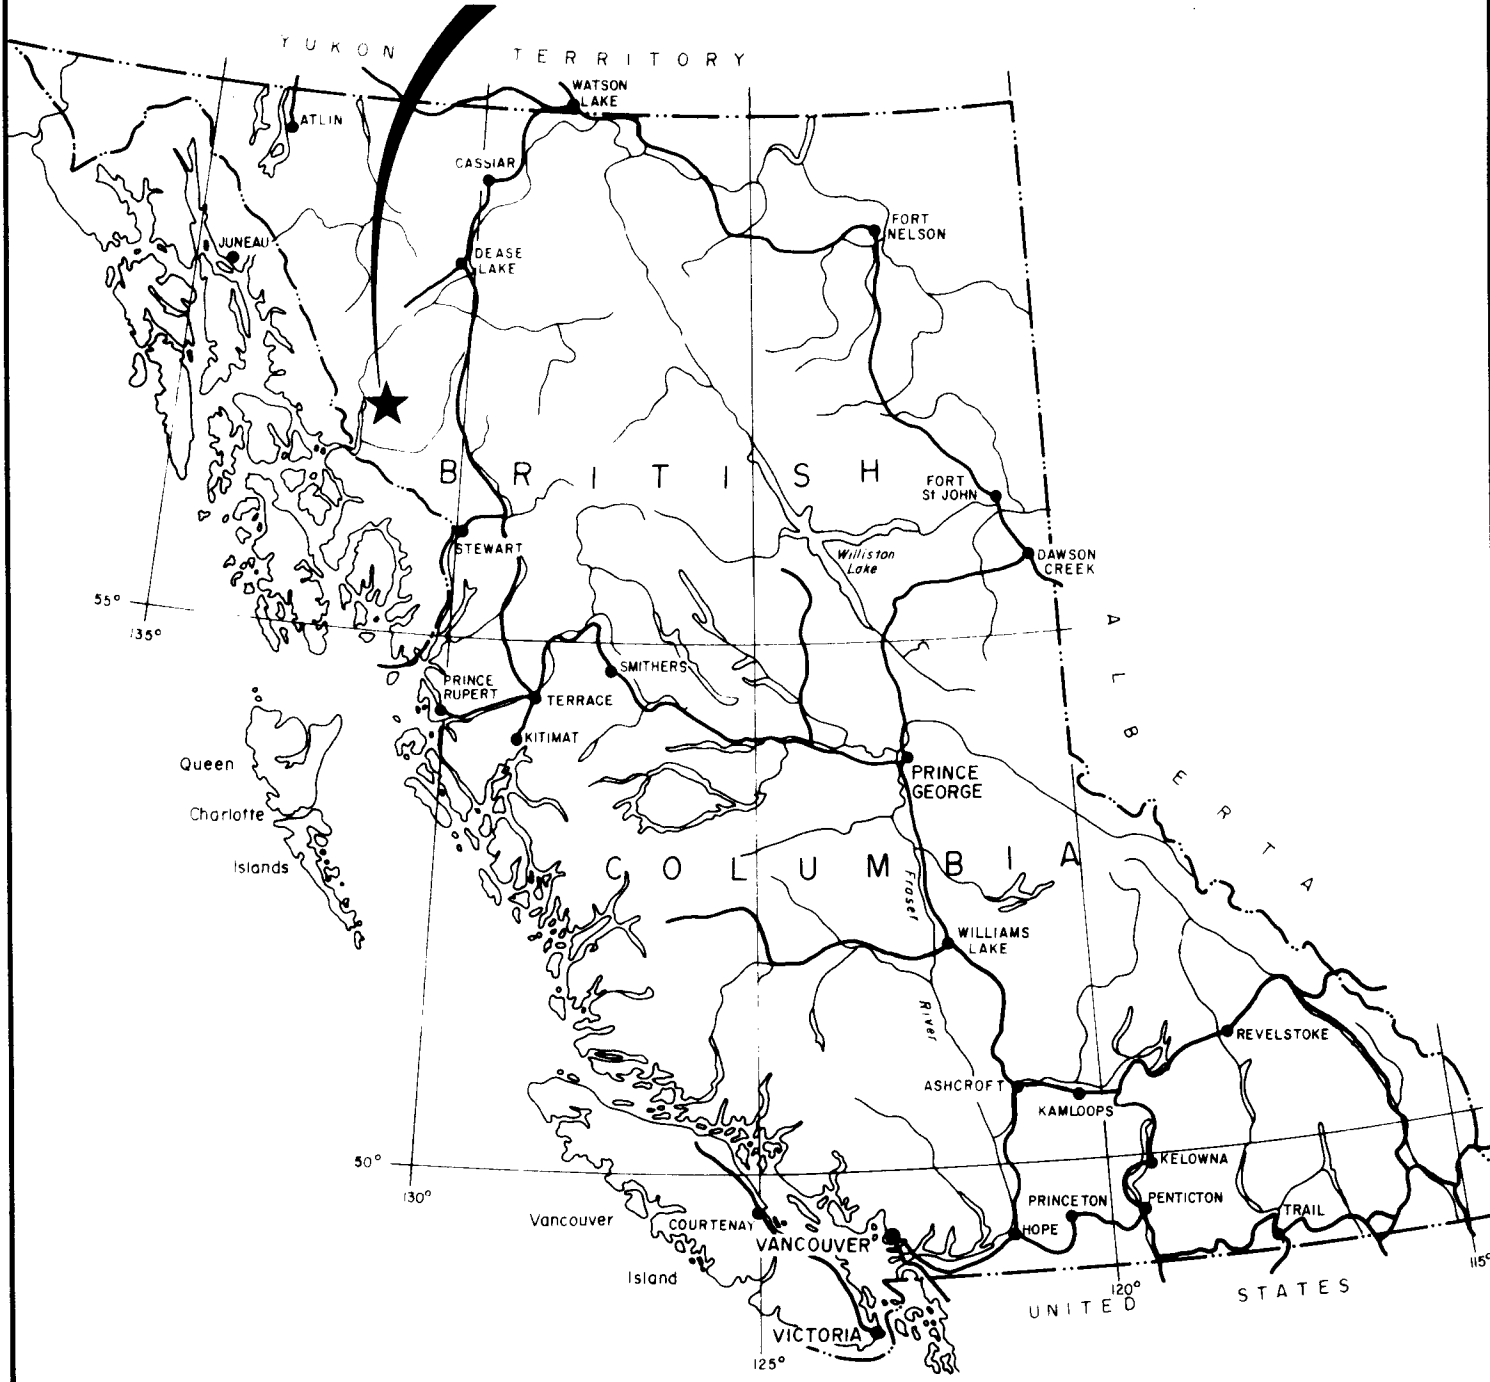 YUKON TERRITORY
WATSON
LAKE
ATLIN
CASSIAR
FORT
NELSON
JUNEAU
DEASE
LAKE
BRITISH
FORT
St JOHN
STEWART
Williston
Lake
DAWSON
CREEK
55°
135°
ALBERTA
SMITHERS
PRINCE
RUPERT
TERRACE
KITIMAT
Queen
Charlotte
Islands
PRINCE
GEORGE
COLUMBIA
Fraser
River
WILLIAMS
LAKE
REVELSTOKE
ASHCROFT
KAMLOOPS
50°
130°
KELOWNA
PRINCETON
PENTICTON
TRAIL
Vancouver
Island
COURTENAY
VANCOUVER
HOPE
115°
120°
UNITED STATES
VICTORIA
125°